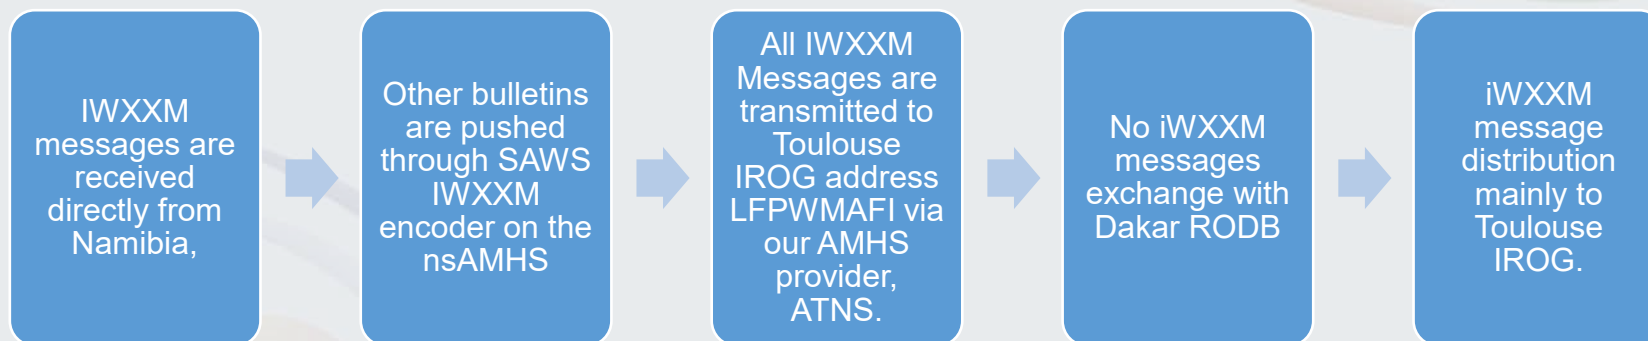 IWXXM
messages are
received
directly from
Namibia,
Other bulletins
are pushed
through SAWS
IWXXM
encoder on the
nsAMHS
All IWXXM
Messages are
transmitted to
Toulouse
IROG address
LFPWMAFI via
our AMHS
provider,
ATNS.
No iWXXM
messages
exchange with
Dakar RODB
iWXXM
message
distribution
mainly to
Toulouse
IROG.